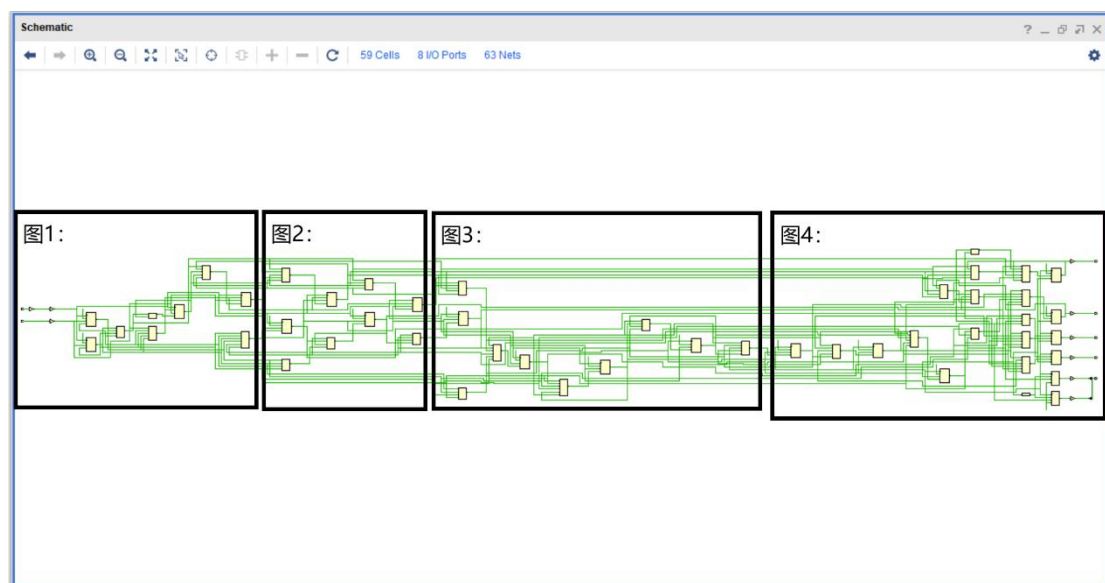 Schematic
59 Cells 8 I/O Ports 63 Nets
图1：
图2：
图3：
图4：